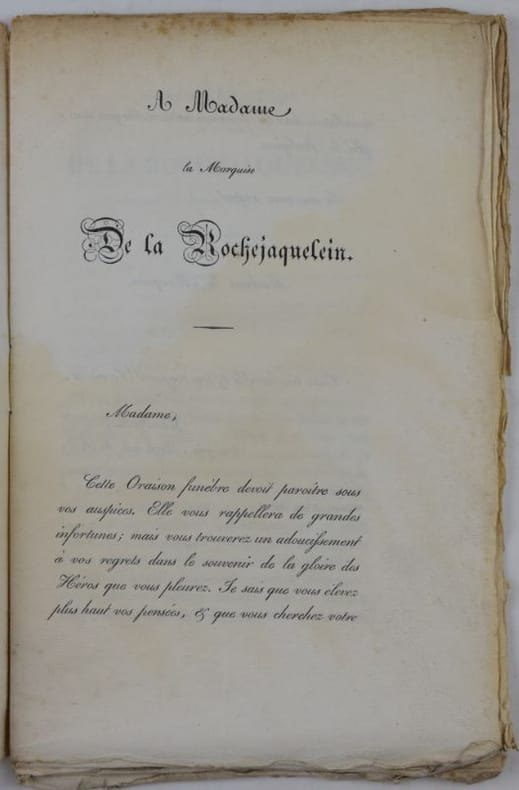 A Madame
la Marquise
De la Rochejaquelein.
Madame,
Cette Oraison funèbre devoit paroître sous
vos auspices. Elle vous rappellera de grandes
infortunes; mais vous trouverez un adoucissement
à vos regrets dans le souvenir de la gloire des
Héros que vous pleurez. Je sais que vous élevez
plus haut vos pensées, & que vous cherchez votre